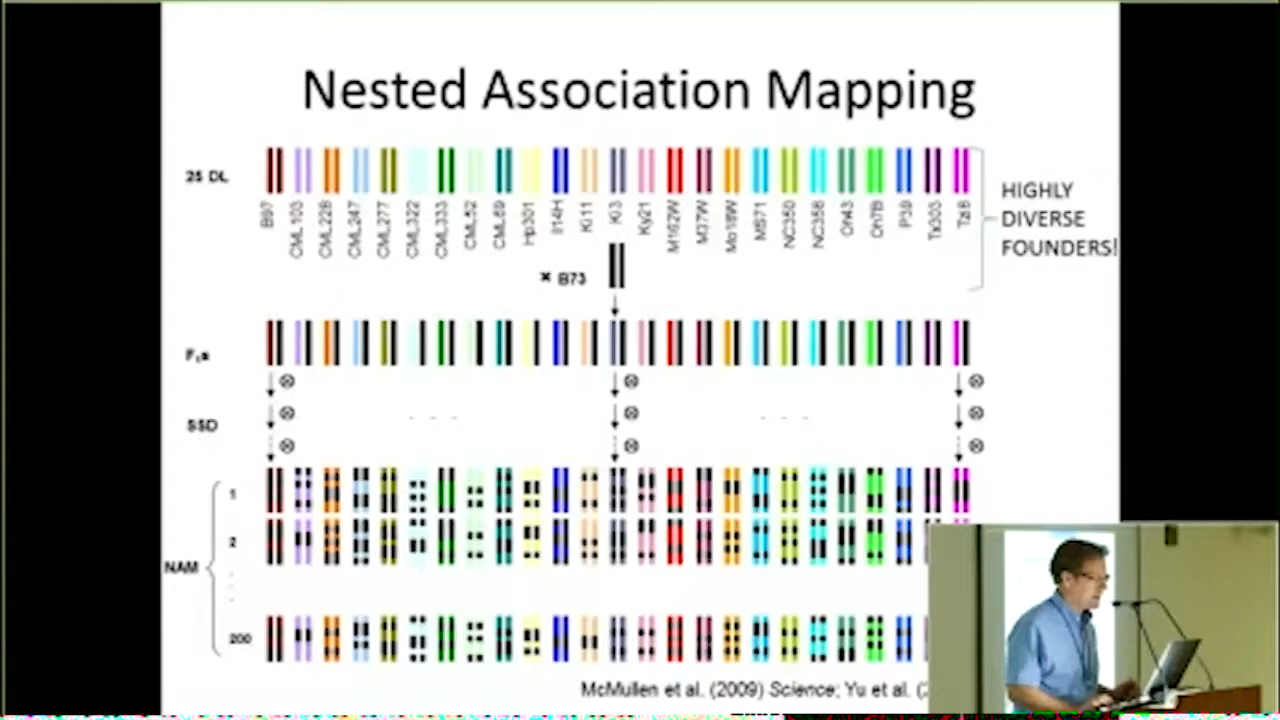 Nested Association Mapping
25 DL
B97
CML103
CML228
CML247
CML277
CML322
CML333
CML52
CML69
Hp301
Il14H
Ki11
Ki3
Ky21
M162W
M37W
Mo18W
MS71
NC350
NC358
Oh43
Oh7B
P39
Tx303
Tzi8
HIGHLY
DIVERSE
FOUNDERS!
× B73
F₁s
SSD
1
2
NAM
200
McMullen et al. (2009) Science; Yu et al. (